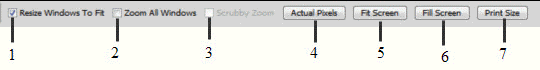 Resize Windows To Fit Zoom All Windows Scrubby Zoom Actual Pixels Fit Screen Fill Screen Print Size
1 2 3 4 5 6 7